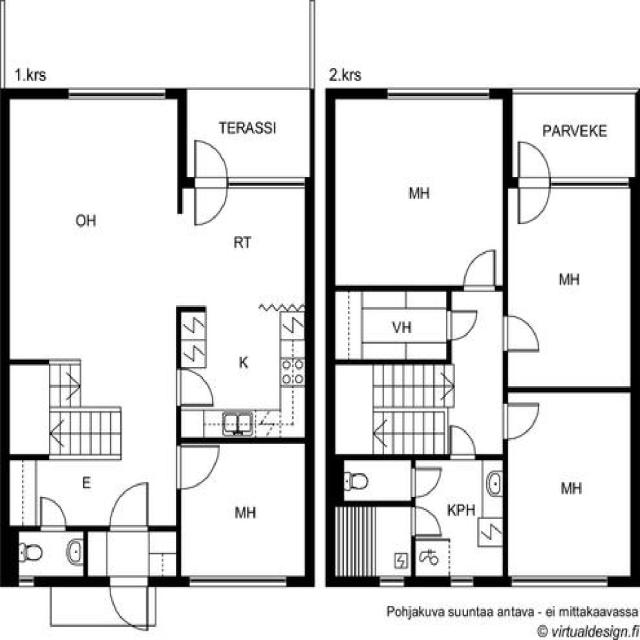 1.krs
2.krs
TERASSI
PARVEKE
OH
RT
MH
MH
K
VH
E
MH
KPH
MH
Pohjakuva suuntaa antava - ei mittakaavassa
© virtualdesign.fi